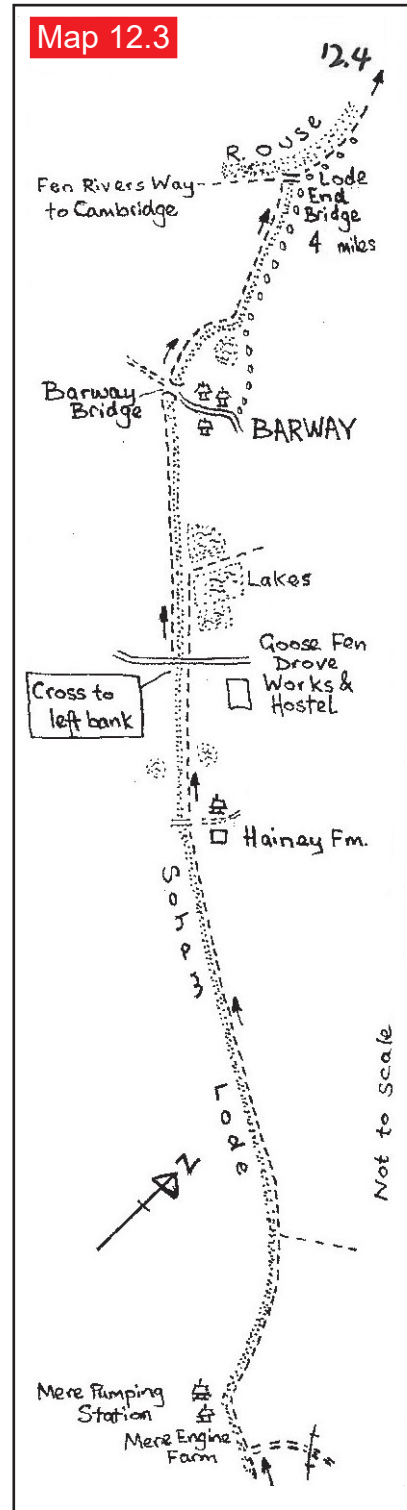 Map 12.3
12.4
R. OUSE
Fen Rivers Way
to Cambridge
Lode
End
Bridge
4 miles
Barway
Bridge
BARWAY
Lakes
Goose Fen
Drove
Works &
Hostel
Cross to
left bank
Hainey Fm.
Soham
Lode
Not to Scale
N
Mere Pumping
Station
Mere Engine
Farm